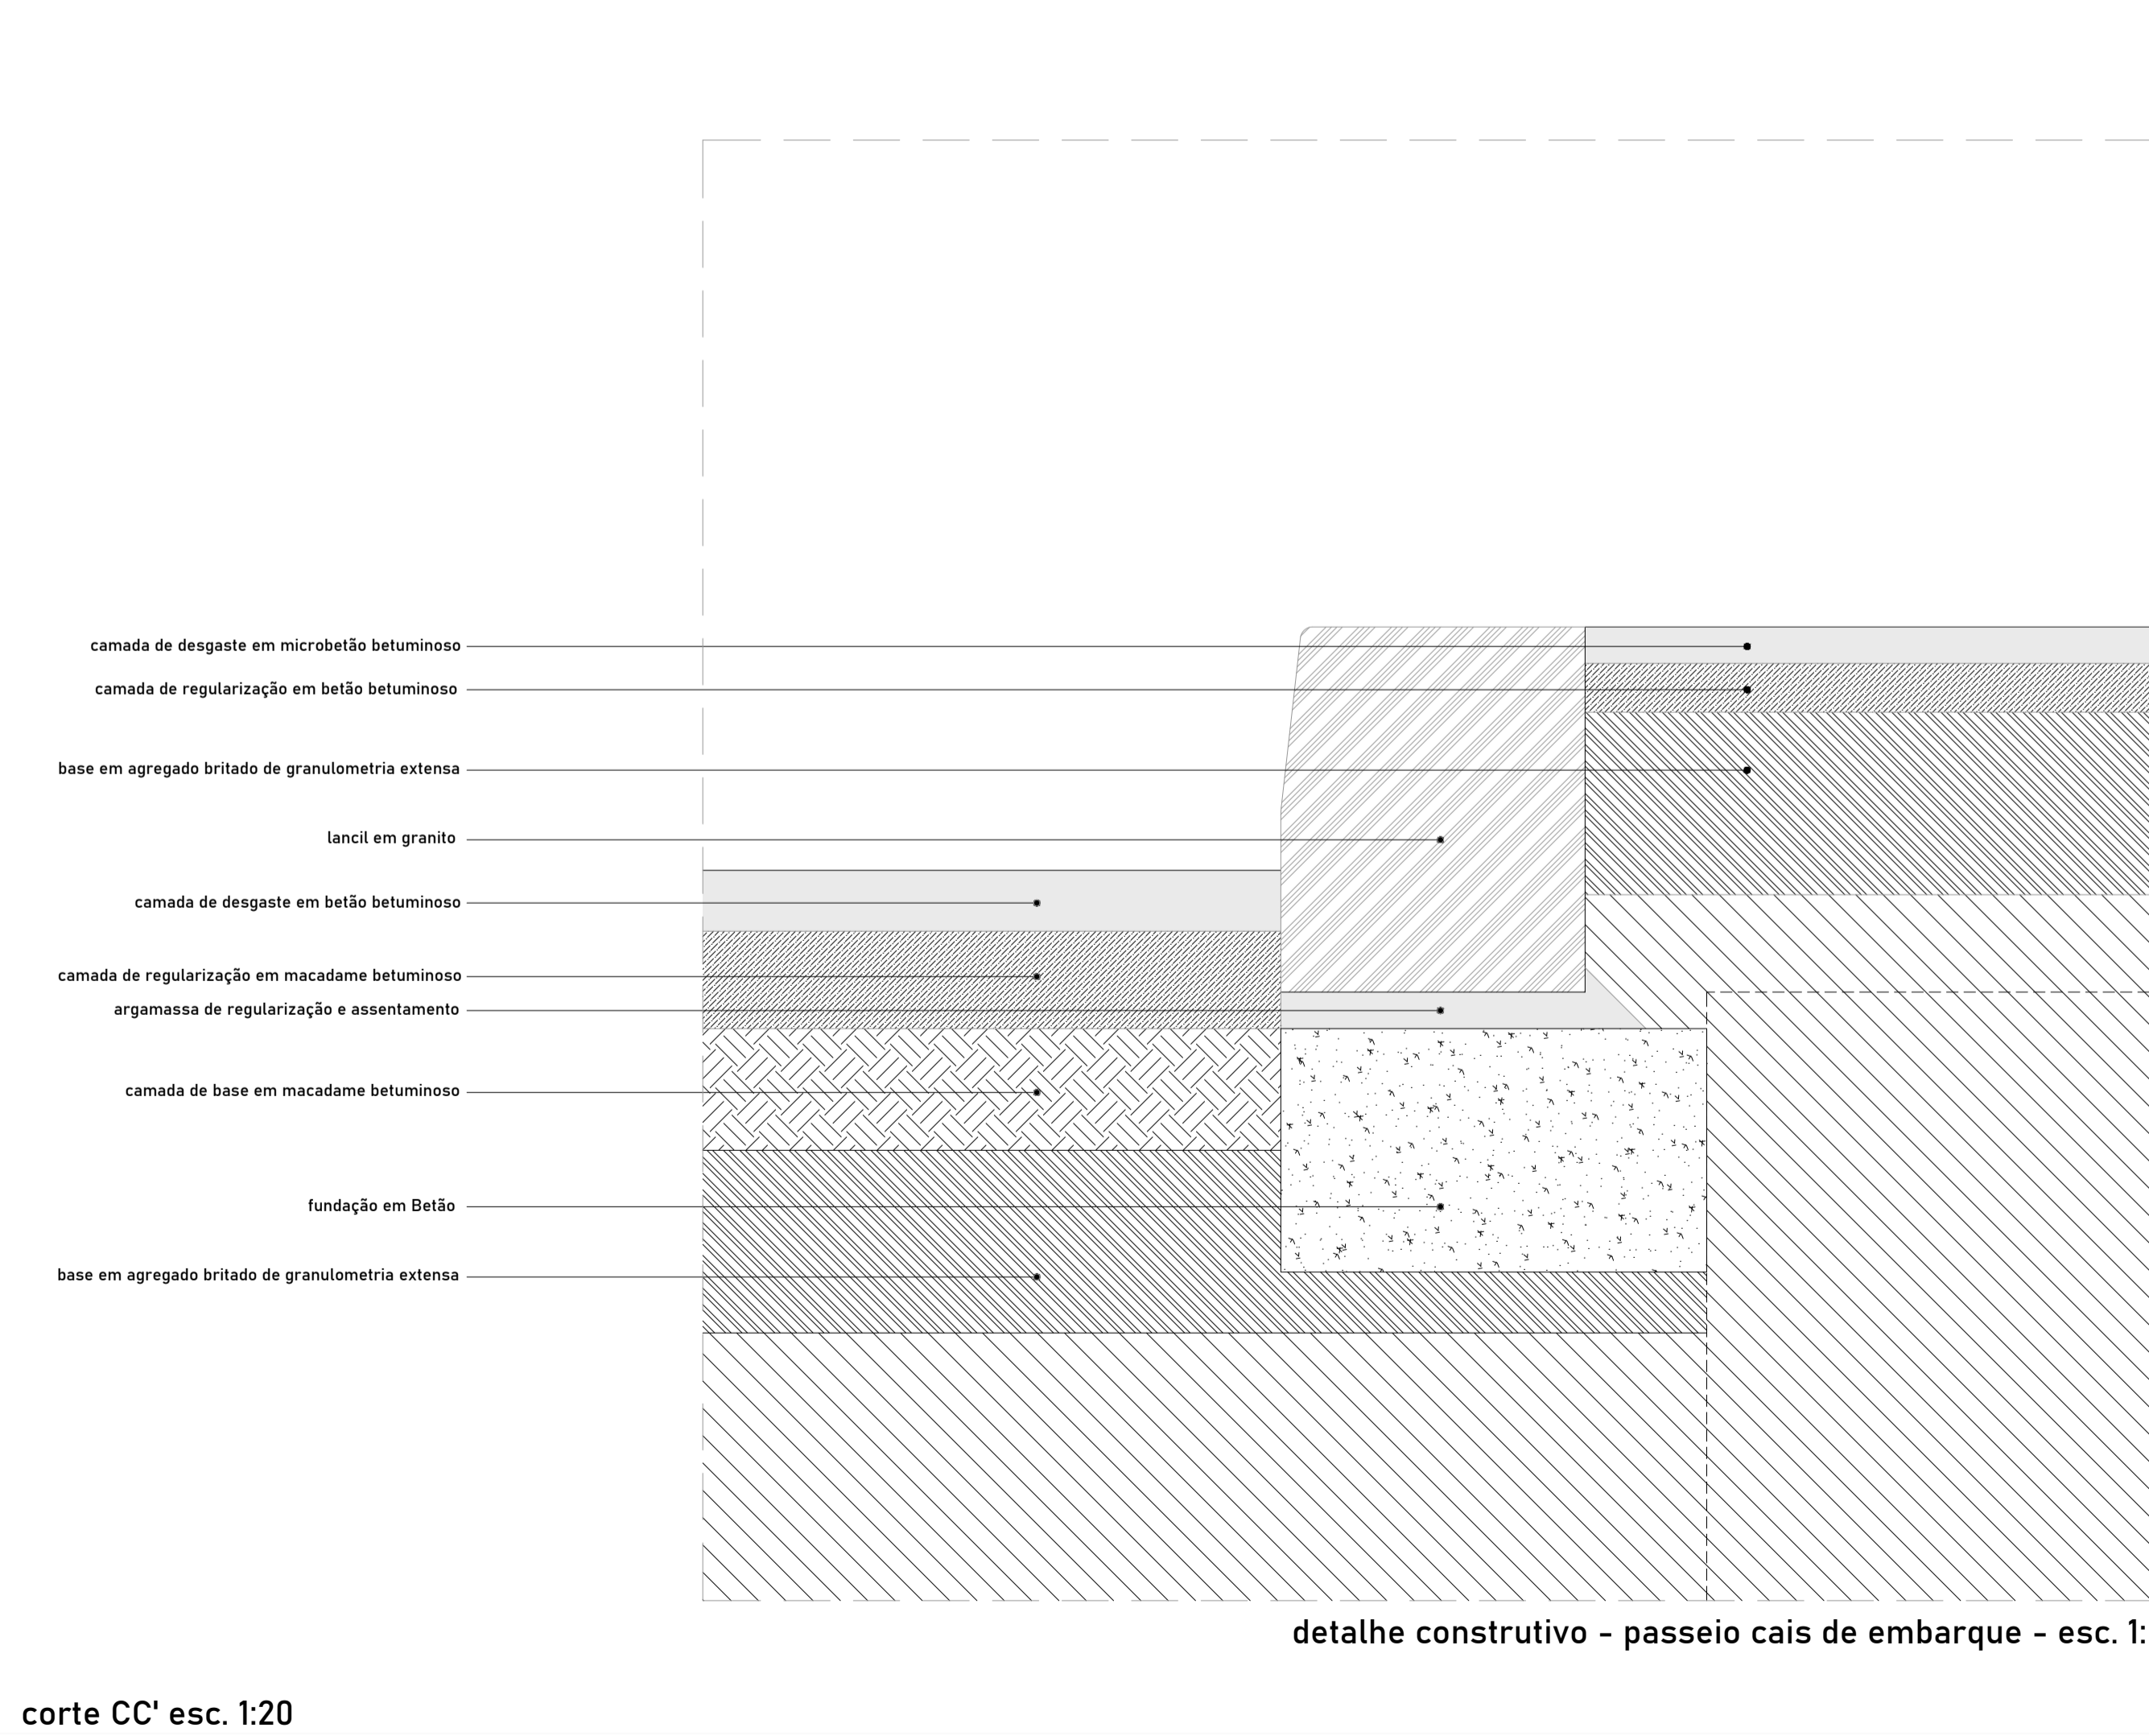 camada de desgaste em microbetão betuminoso
camada de regularização em betão betuminoso
base em agregado britado de granulometria extensa
lancil em granito
camada de desgaste em betão betuminoso
camada de regularização em macadame betuminoso
argamassa de regularização e assentamento
camada de base em macadame betuminoso
fundação em Betão
base em agregado britado de granulometria extensa
detalhe construtivo - passeio cais de embarque - esc. 1:
corte CC' esc. 1:20